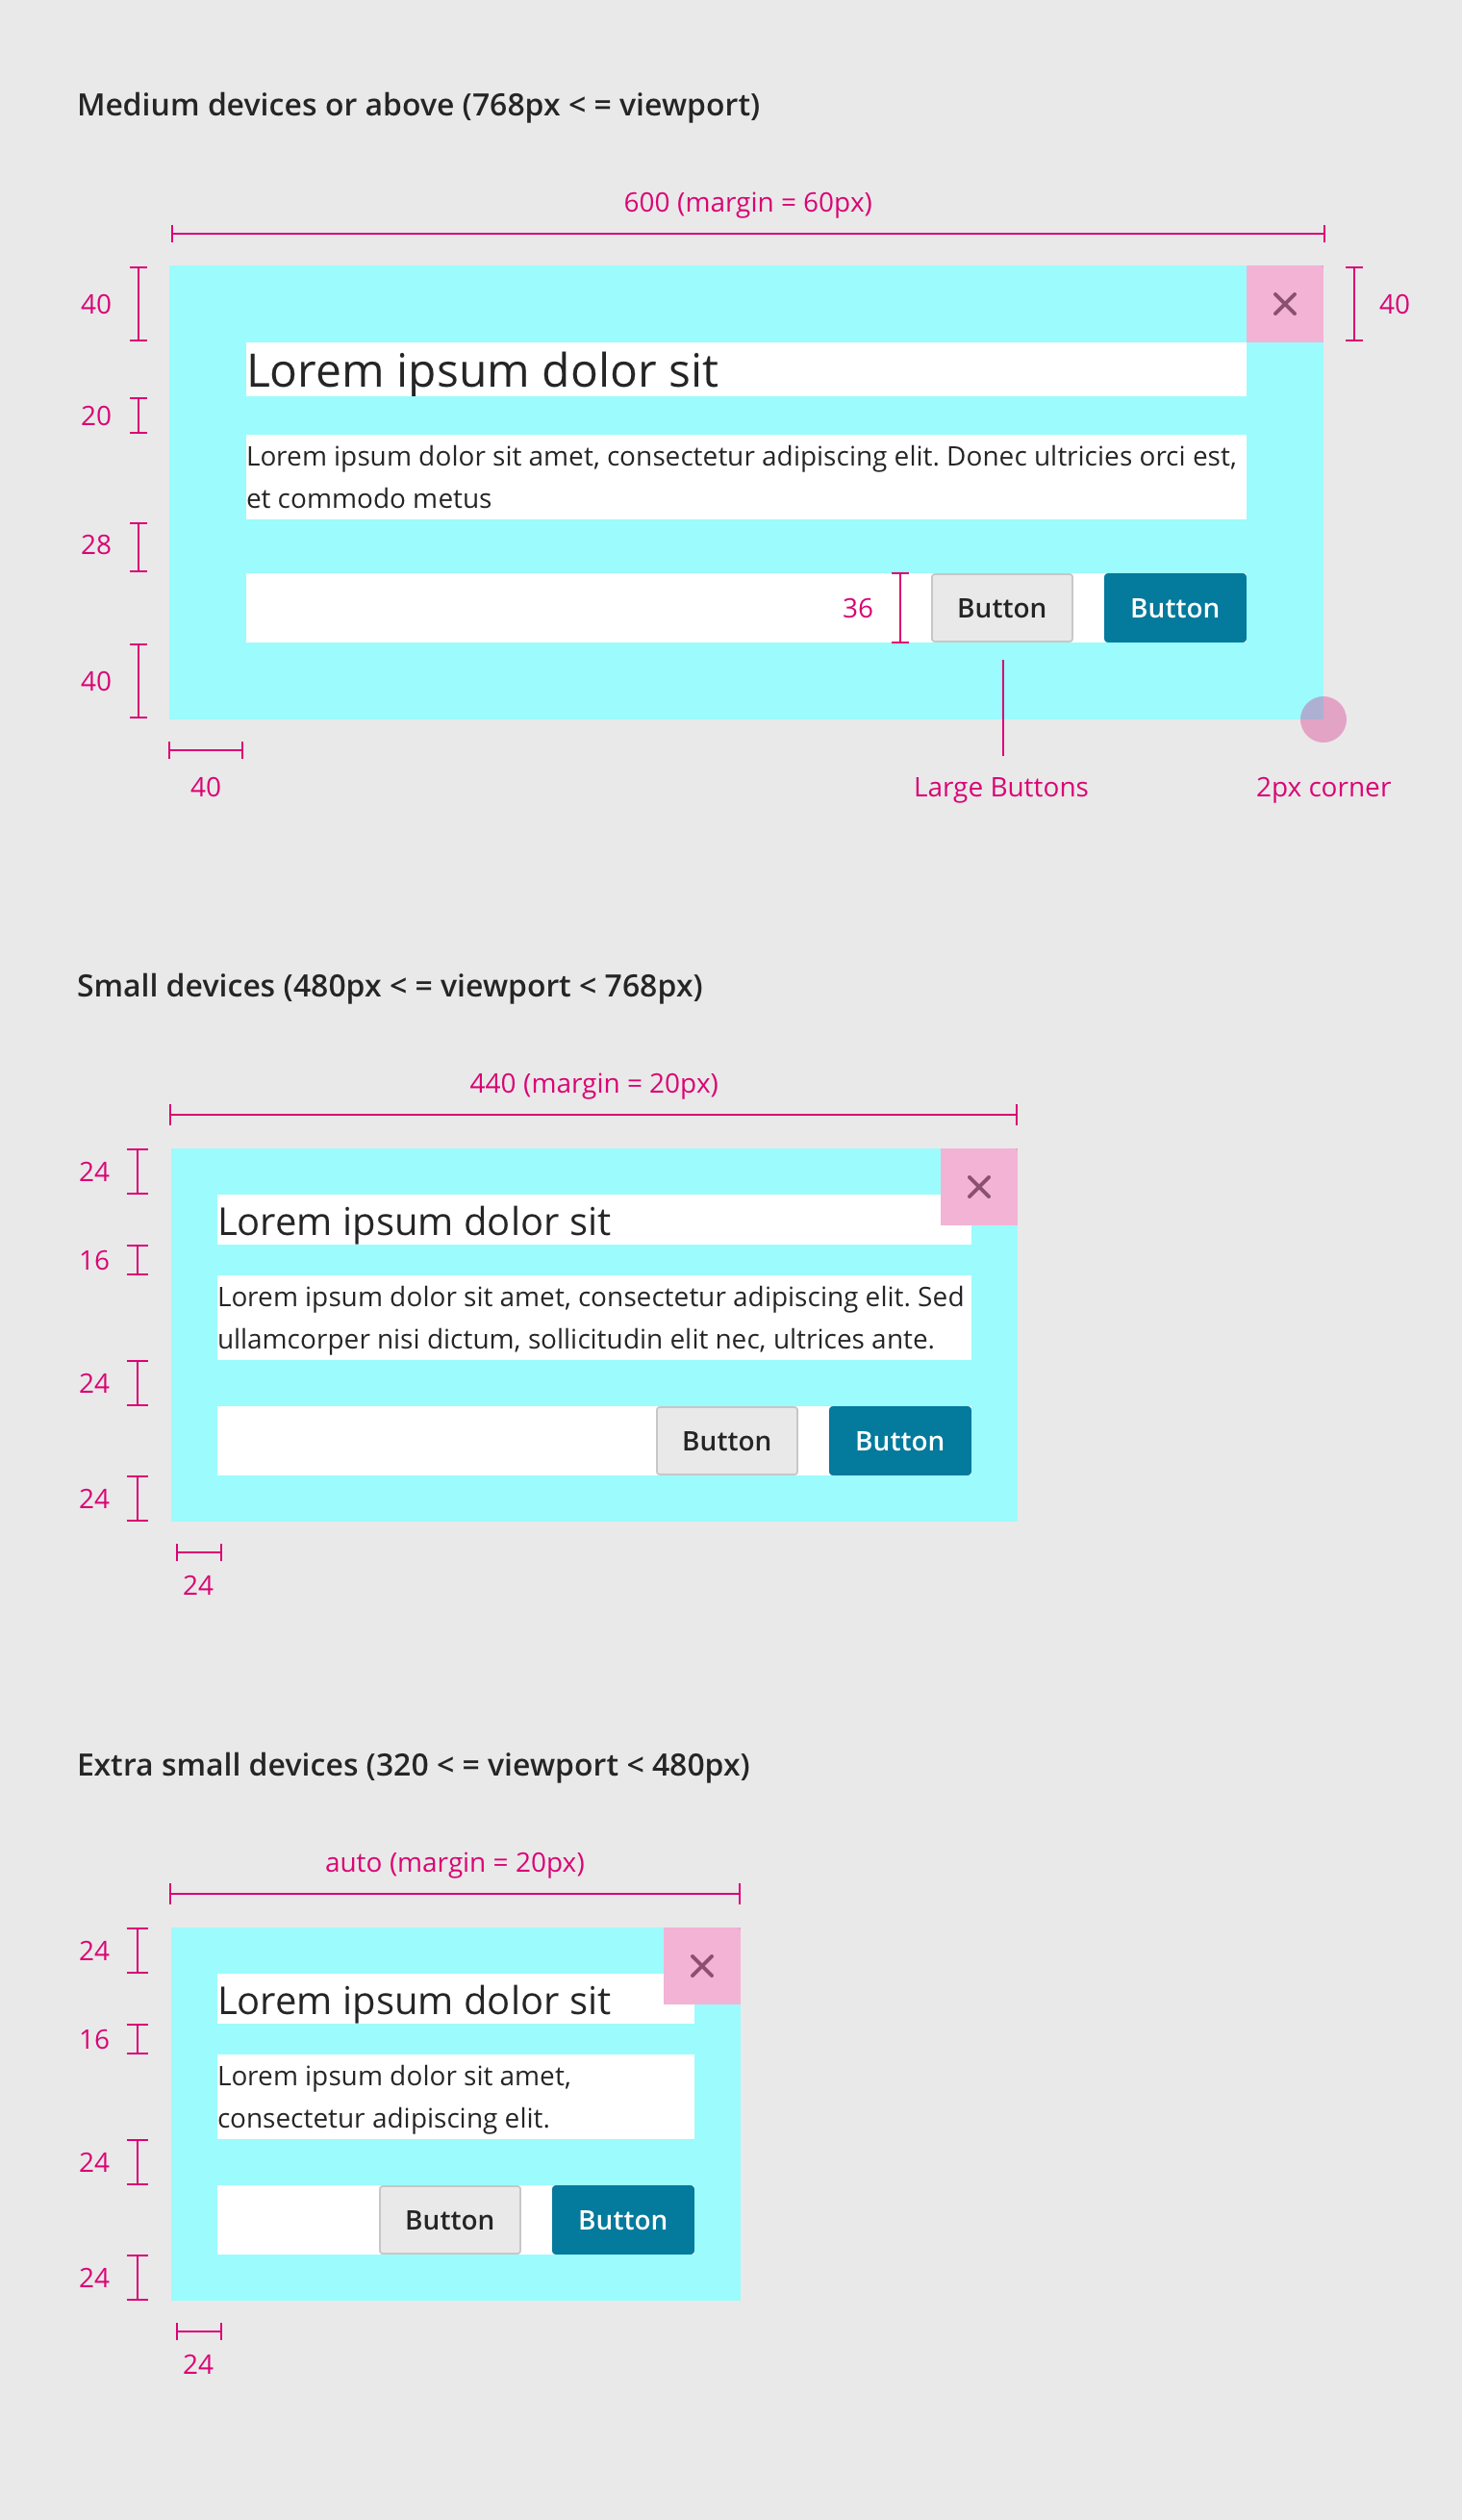 Medium devices or above (768px < = viewport)
600 (margin = 60px)
40
40
Lorem ipsum dolor sit
20
Lorem ipsum dolor sit amet, consectetur adipiscing elit. Donec ultricies orci est,
et commodo metus
28
36
Button
Button
40
40
Large Buttons
2px corner
Small devices (480px < = viewport < 768px)
440 (margin = 20px)
24
Lorem ipsum dolor sit
16
Lorem ipsum dolor sit amet, consectetur adipiscing elit. Sed
ullamcorper nisi dictum, sollicitudin elit nec, ultrices ante.
24
Button
Button
24
24
Extra small devices (320 < = viewport < 480px)
auto (margin = 20px)
24
Lorem ipsum dolor sit
16
Lorem ipsum dolor sit amet,
consectetur adipiscing elit.
24
Button
Button
24
24